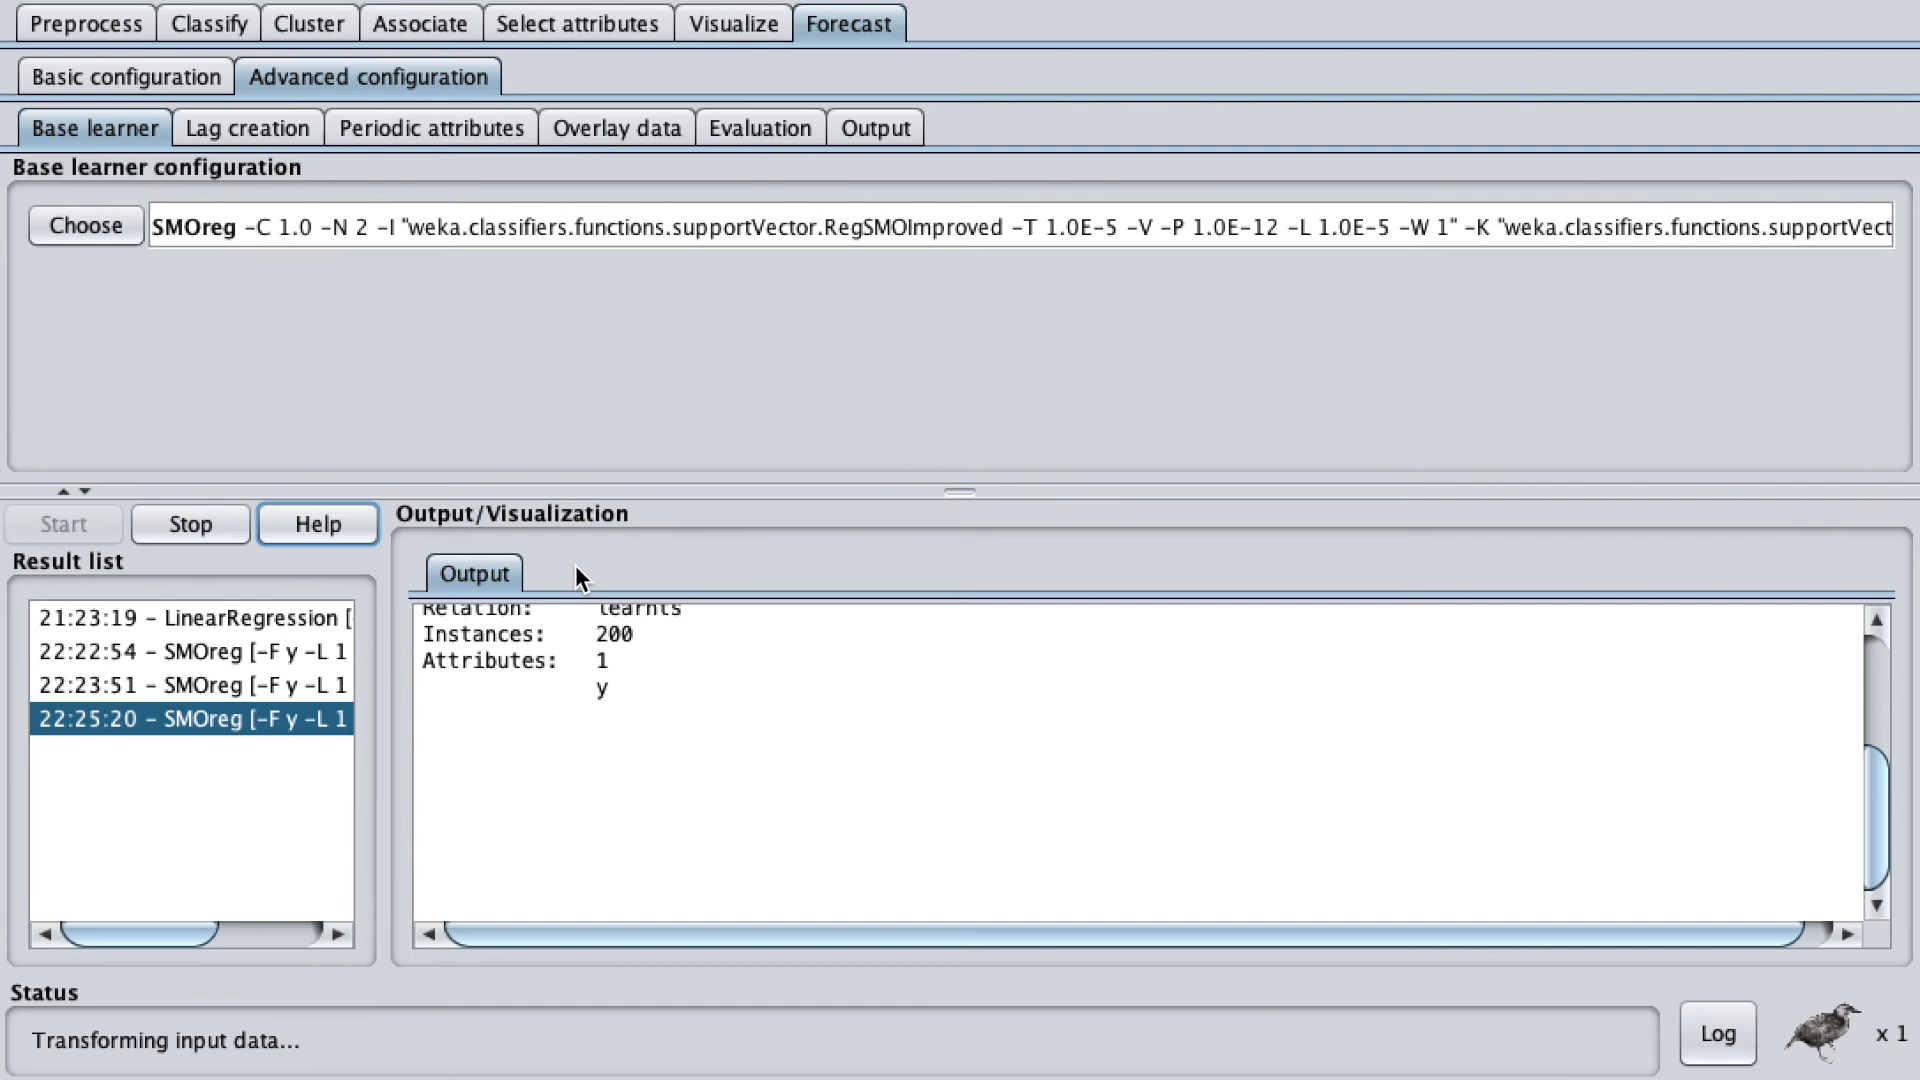 Preprocess Classify Cluster Associate Select attributes Visualize Forecast
Basic configuration Advanced configuration
Base learner Lag creation Periodic attributes Overlay data Evaluation Output
Base learner configuration
Choose SMOreg -C 1.0 -N 2 -I "weka.classifiers.functions.supportVector.RegSMOImproved -T 1.0E-5 -V -P 1.0E-12 -L 1.0E-5 -W 1" -K "weka.classifiers.functions.supportVect
Start Stop Help
Output/Visualization
Result list
Output
21:23:19 - LinearRegression [
22:22:54 - SMOreg [-F y -L 1
22:23:51 - SMOreg [-F y -L 1
22:25:20 - SMOreg [-F y -L 1
Relation: learnts
Instances: 200
Attributes: 1
y
Status
Transforming input data...
Log
x 1